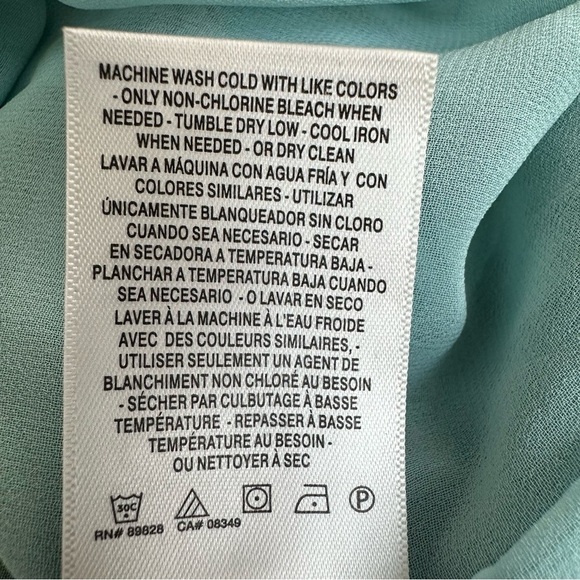 MACHINE WASH COLD WITH LIKE COLORS
- ONLY NON-CHLORINE BLEACH WHEN
NEEDED - TUMBLE DRY LOW - COOL IRON
WHEN NEEDED - OR DRY CLEAN
LAVAR A MÁQUINA CON AGUA FRÍA Y CON
COLORES SIMILARES - UTILIZAR
ÚNICAMENTE BLANQUEADOR SIN CLORO
CUANDO SEA NECESARIO - SECAR
EN SECADORA A TEMPERATURA BAJA -
PLANCHAR A TEMPERATURA BAJA CUANDO
SEA NECESARIO - O LAVAR EN SECO
LAVER À LA MACHINE À L'EAU FROIDE
AVEC DES COULEURS SIMILAIRES, -
UTILISER SEULEMENT UN AGENT DE
BLANCHIMENT NON CHLORÉ AU BESOIN
- SÉCHER PAR CULBUTAGE À BASSE
TEMPÉRATURE - REPASSER À BASSE
TEMPÉRATURE AU BESOIN -
OU NETTOYER À SEC
30C P
RN# 89828 CA# 08349